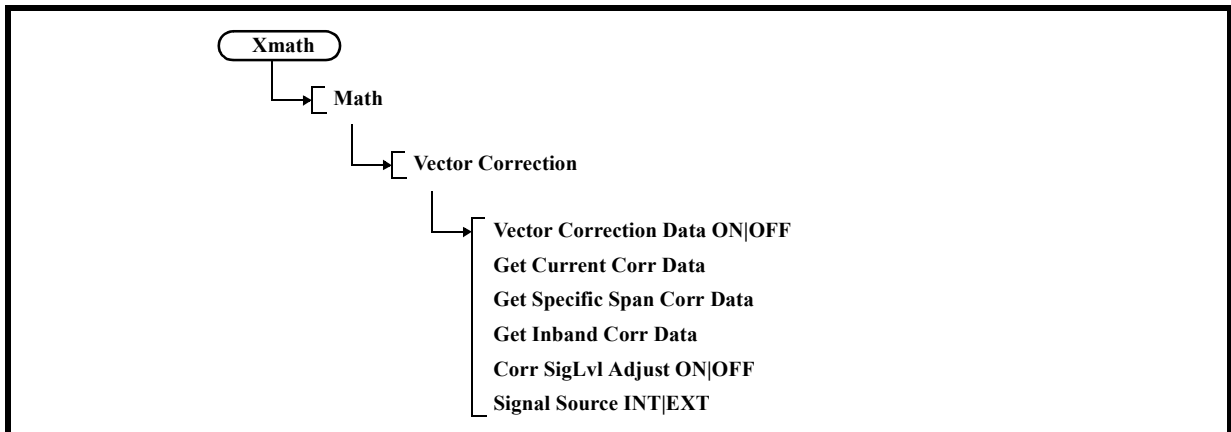 Xmath
Math
Vector Correction
Vector Correction Data ON|OFF
Get Current Corr Data
Get Specific Span Corr Data
Get Inband Corr Data
Corr SigLvl Adjust ON|OFF
Signal Source INT|EXT